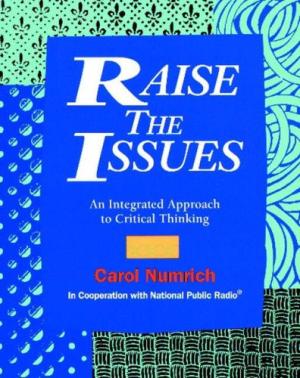 RAISE
THE
ISSUES
An Integrated Approach
to Critical Thinking
Carol Numrich
In Cooperation with National Public Radio®